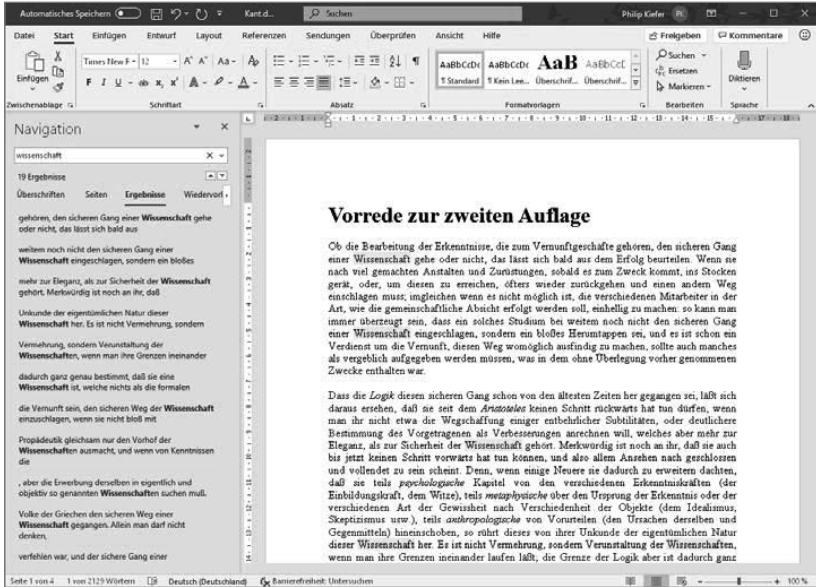 Automatisches Speichern
Kant.d...
Suchen
Philip Kiefer
Datei Start Einfügen Entwurf Layout Referenzen Sendungen Überprüfen Ansicht Hilfe
Freigeben Kommentare
Einfügen
Times New F 12
F I U ab x, x²
AaBbCcDc AaBbCcDc AaB AaBbCcC
¶ Standard ¶ Kein Lee... Überschrif... Überschrif...
Suchen
Ersetzen
Markieren
Diktieren
Zwischenablage Schriftart Absatz Formatvorlagen Bearbeiten Sprache
Navigation
wissenschaft
19 Ergebnisse
Überschriften Seiten Ergebnisse Wiedervorl
gehören, den sicheren Gang einer Wissenschaft gehe
oder nicht, das lässt sich bald aus
weitem noch nicht den sicheren Gang einer
Wissenschaft eingeschlagen, sondern ein bloßes
mehr zur Eleganz, als zur Sicherheit der Wissenschaft
gehört. Merkwürdig ist noch an ihr, daß
Unkunde der eigentümlichen Natur dieser
Wissenschaft her. Es ist nicht Vermehrung, sondern
Vermehrung, sondern Verunstaltung der
Wissenschaften, wenn man ihre Grenzen ineinander
dadurch ganz genau bestimmt, daß sie eine
Wissenschaft ist, welche nichts als die formalen
die Vernunft sein, den sicheren Weg der Wissenschaft
einzuschlagen, wenn sie nicht bloß mit
Propädeutik gleichsam nur den Vorhof der
Wissenschaften ausmacht, und wenn von Kenntnissen
die
, aber die Erwerbung derselben in eigentlich und
objektiv so genannten Wissenschaften suchen muß.
Volke der Griechen den sicheren Weg einer
Wissenschaft gegangen. Allein man darf nicht
denken,
verfehlen war, und der sichere Gang einer
Vorrede zur zweiten Auflage
Ob die Bearbeitung der Erkenntnisse, die zum Vernunftgeschäfte gehören, den sicheren Gang
einer Wissenschaft gehe oder nicht, das lässt sich bald aus dem Erfolg beurteilen. Wenn sie
nach viel gemachten Anstalten und Zurüstungen, sobald es zum Zweck kommt, ins Stocken
gerät, oder, um diesen zu erreichen, öfters wieder zurückgehen und einen andern Weg
einschlagen muss; imgleichen wenn es nicht möglich ist, die verschiedenen Mitarbeiter in der
Art, wie die gemeinschaftliche Absicht erfolgt werden soll, einhellig zu machen: so kann man
immer überzeugt sein, dass ein solches Studium bei weitem noch nicht den sicheren Gang
einer Wissenschaft eingeschlagen, sondern ein bloßes Herumtappen sei, und es ist schon ein
Verdienst um die Vernunft, diesen Weg womöglich ausfindig zu machen, sollte auch manches
als vergeblich aufgegeben werden müssen, was in dem ohne Überlegung vorher genommenen
Zwecke enthalten war.
Dass die Logik diesen sicheren Gang schon von den ältesten Zeiten her gegangen sei, läßt sich
daraus ersehen, daß sie seit dem Aristoteles keinen Schritt rückwärts hat tun dürfen, wenn
man ihr nicht etwa die Wegschaffung einiger entbehrlicher Subtilitäten, oder deutlichere
Bestimmung des Vorgetragenen als Verbesserungen anrechnen will, welches aber mehr zur
Eleganz, als zur Sicherheit der Wissenschaft gehört. Merkwürdig ist noch an ihr, daß sie auch
bis jetzt keinen Schritt vorwärts hat tun können, und also allem Ansehen nach geschlossen
und vollendet zu sein scheint. Denn, wenn einige Neuere sie dadurch zu erweitern dachten,
daß sie teils psychologische Kapitel von den verschiedenen Erkenntniskräften (der
Einbildungskraft, dem Witze), teils metaphysische über den Ursprung der Erkenntnis oder der
verschiedenen Art der Gewissheit nach Verschiedenheit der Objekte (dem Idealismus,
Skeptizismus usw.), teils anthropologische von Vorurteilen (den Ursachen derselben und
Gegenmitteln) hineinschoben, so rührt dieses von ihrer Unkunde der eigentümlichen Natur
dieser Wissenschaft her. Es ist nicht Vermehrung, sondern Verunstaltung der Wissenschaften,
wenn man ihre Grenzen ineinander laufen läßt; die Grenze der Logik aber ist dadurch ganz
Seite 1 von 4 1 von 2129 Wörtern Deutsch (Deutschland) Barrierefreiheit: Untersuchen 100 %